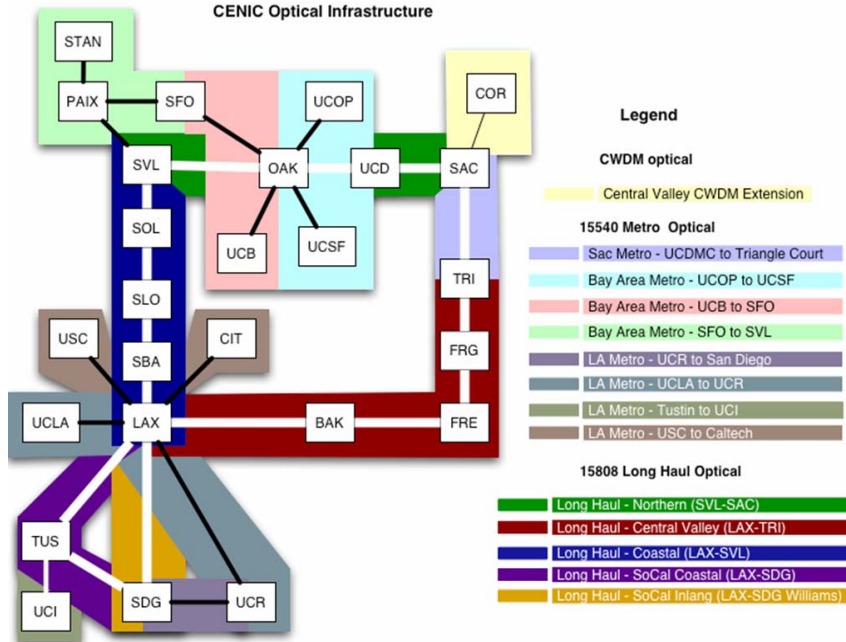 CENIC Optical Infrastructure
STAN
PAIX
SFO
UCOP
COR
SVL
OAK
UCD
SAC
SOL
UCB
UCSF
TRI
SLO
USC
SBA
CIT
FRG
UCLA
LAX
BAK
FRE
TUS
UCI
SDG
UCR
Legend
CWDM optical
Central Valley CWDM Extension
15540 Metro Optical
Sac Metro - UCDMC to Triangle Court
Bay Area Metro - UCOP to UCSF
Bay Area Metro - UCB to SFO
Bay Area Metro - SFO to SVL
LA Metro - UCR to San Diego
LA Metro - UCLA to UCR
LA Metro - Tustin to UCI
LA Metro - USC to Caltech
15808 Long Haul Optical
Long Haul - Northern (SVL-SAC)
Long Haul - Central Valley (LAX-TRI)
Long Haul - Coastal (LAX-SVL)
Long Haul - SoCal Coastal (LAX-SDG)
Long Haul - SoCal Inlang (LAX-SDG Williams)